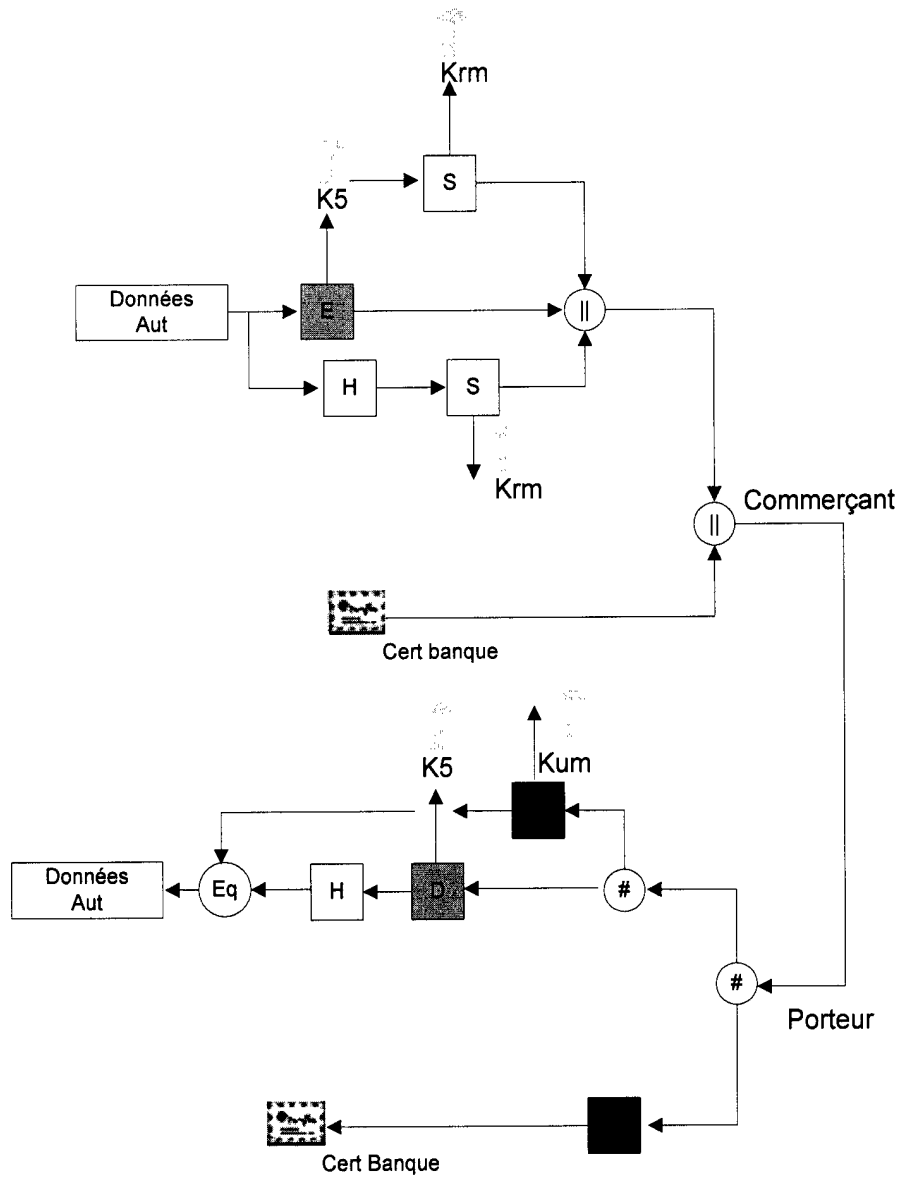 Krm
K5
S
Données
Aut
E
||
H
S
Krm
||
Commerçant
Cert banque
K5
Kum
Données
Aut
Eq
H
D
#
#
Porteur
Cert Banque